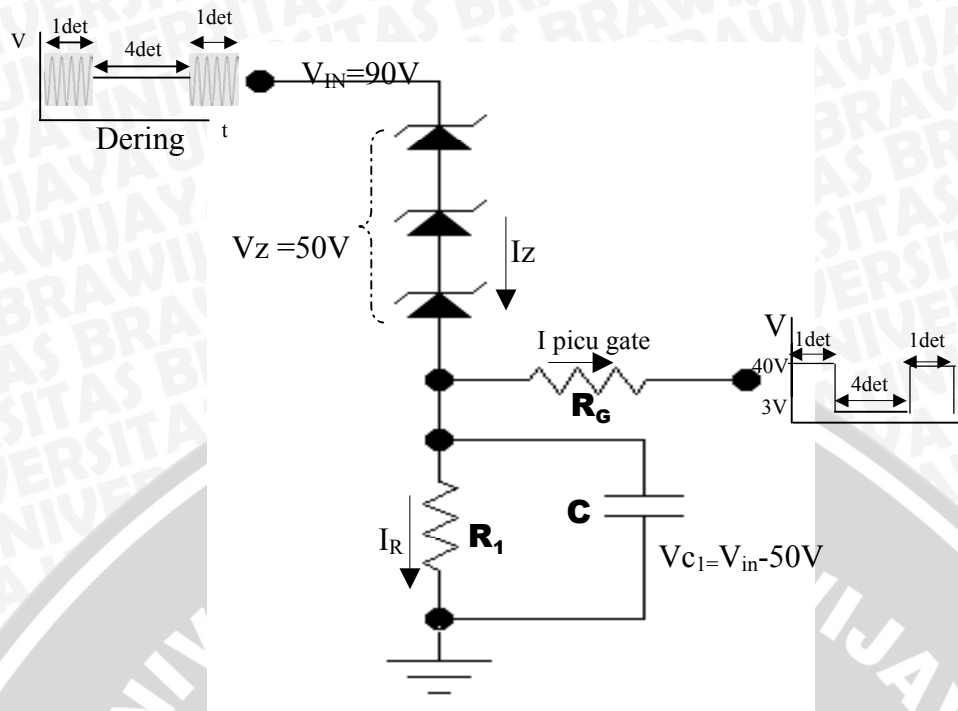 1det
1det
V
4det
Dering
t
V_IN=90V
Vz =50V
Iz
I picu gate
R_G
V
1det
1det
40V
4det
3V
I_R
R_1
C
Vc_1=V_in-50V